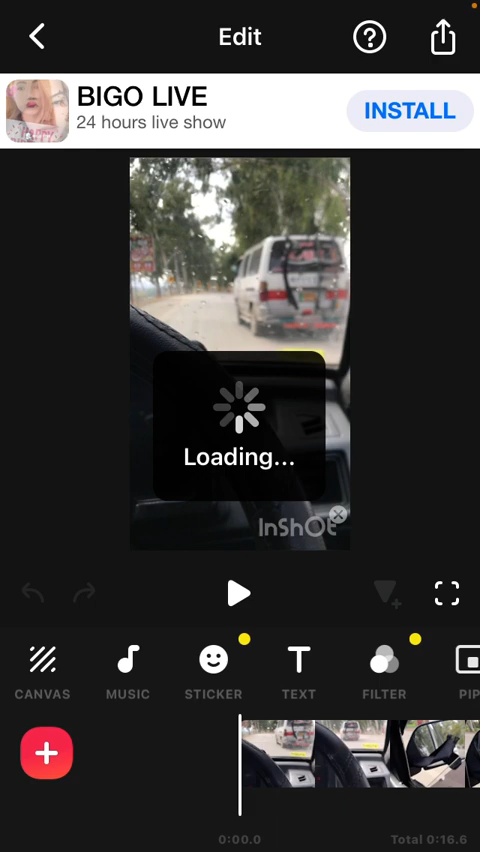 Edit
BIGO LIVE
24 hours live show
INSTALL
Loading...
InShOt
CANVAS
MUSIC
STICKER
TEXT
FILTER
PIP
0:00.0
Total 0:16.6